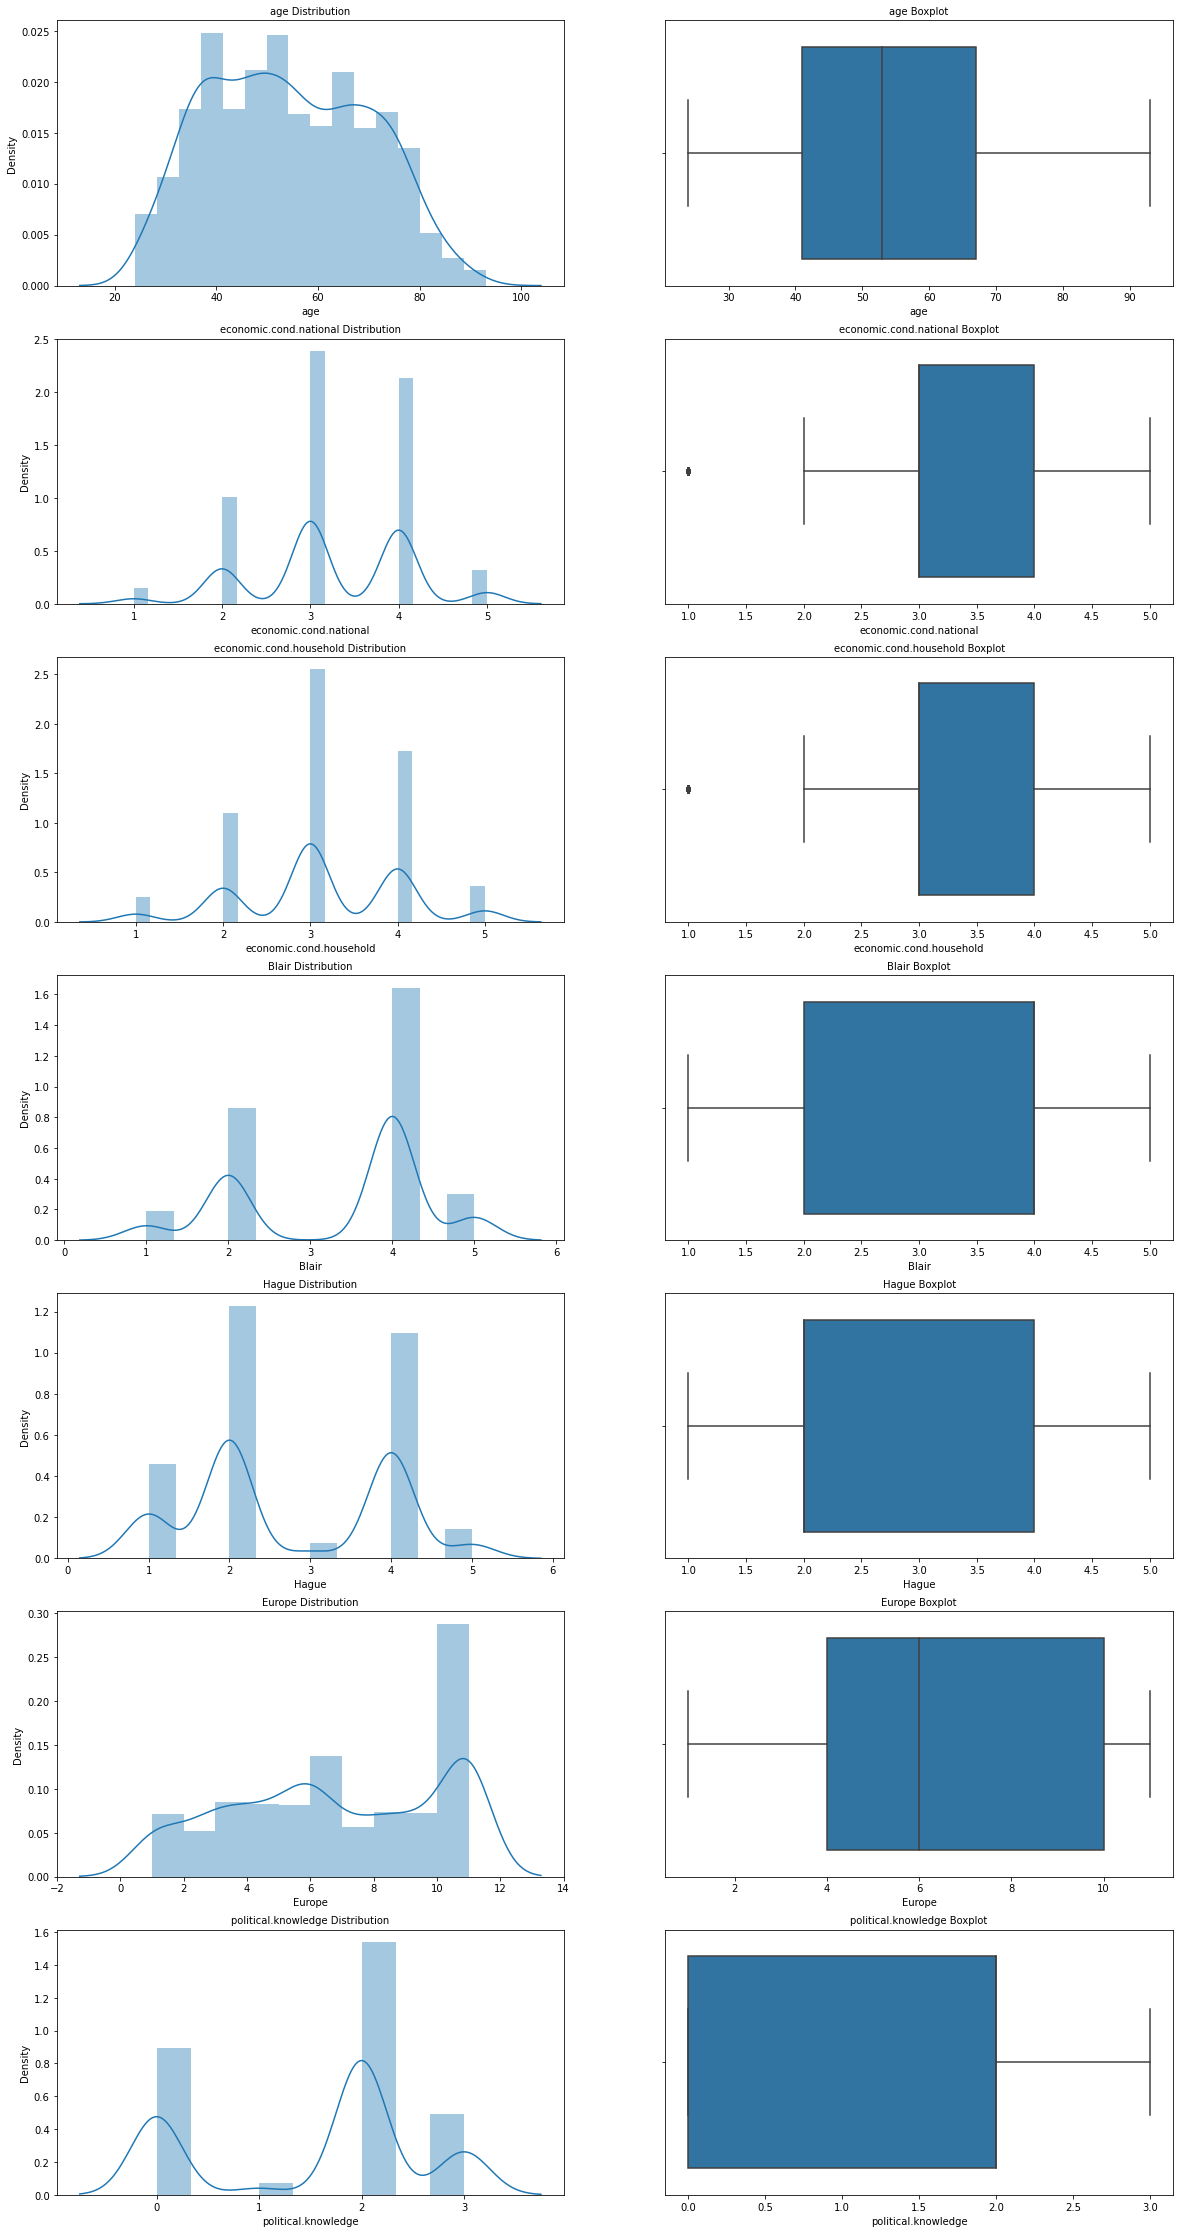 age Distribution
0.025
0.020
0.015
0.010
0.005
0.000
Density
20 40 60 80 100
age
age Boxplot
30 40 50 60 70 80 90
age
economic.cond.national Distribution
2.5
2.0
1.5
1.0
0.5
0.0
Density
1 2 3 4 5
economic.cond.national
economic.cond.national Boxplot
1.0 1.5 2.0 2.5 3.0 3.5 4.0 4.5 5.0
economic.cond.national
economic.cond.household Distribution
2.5
2.0
1.5
1.0
0.5
0.0
Density
1 2 3 4 5
economic.cond.household
economic.cond.household Boxplot
1.0 1.5 2.0 2.5 3.0 3.5 4.0 4.5 5.0
economic.cond.household
Blair Distribution
1.6
1.4
1.2
1.0
0.8
0.6
0.4
0.2
0.0
Density
0 1 2 3 4 5 6
Blair
Blair Boxplot
1.0 1.5 2.0 2.5 3.0 3.5 4.0 4.5 5.0
Blair
Hague Distribution
1.2
1.0
0.8
0.6
0.4
0.2
0.0
Density
0 1 2 3 4 5 6
Hague
Hague Boxplot
1.0 1.5 2.0 2.5 3.0 3.5 4.0 4.5 5.0
Hague
Europe Distribution
0.30
0.25
0.20
0.15
0.10
0.05
0.00
Density
−2 0 2 4 6 8 10 12 14
Europe
Europe Boxplot
2 4 6 8 10
Europe
political.knowledge Distribution
1.6
1.4
1.2
1.0
0.8
0.6
0.4
0.2
0.0
Density
0 1 2 3
political.knowledge
political.knowledge Boxplot
0.0 0.5 1.0 1.5 2.0 2.5 3.0
political.knowledge